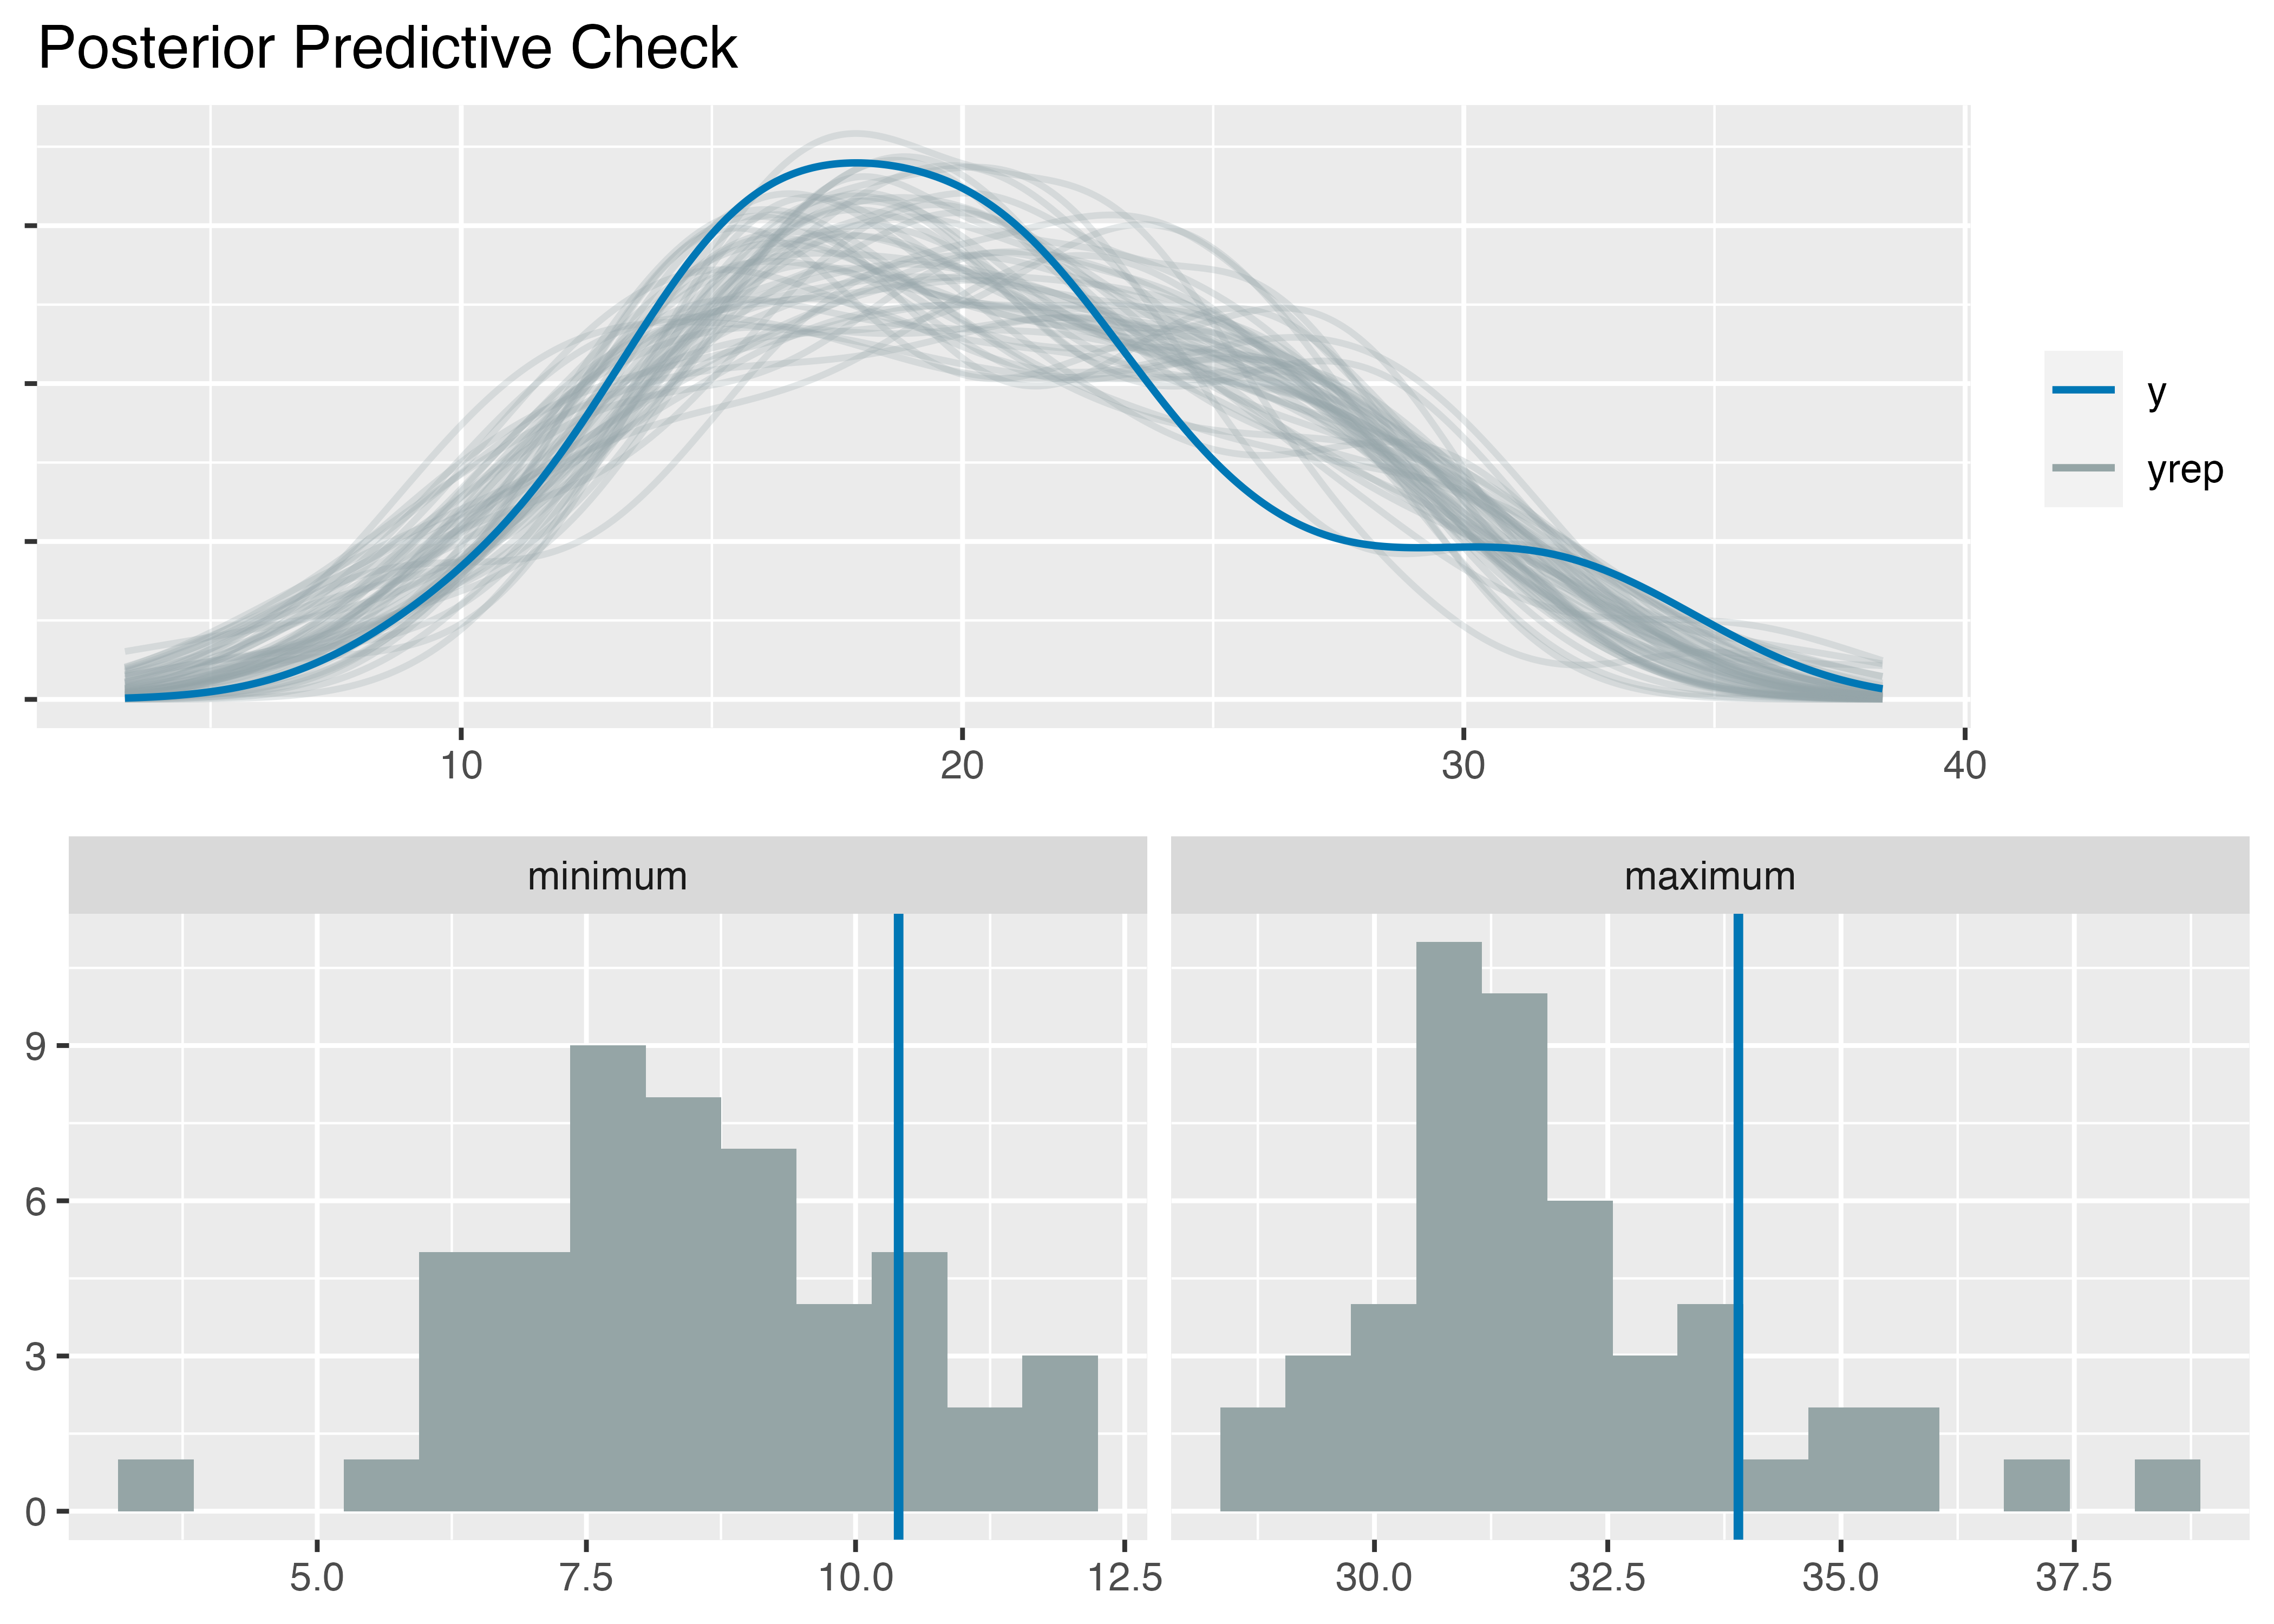 Posterior Predictive Check
y
yrep
10 20 30 40
minimum maximum
9
6
3
0
5.0 7.5 10.0 12.5 30.0 32.5 35.0 37.5